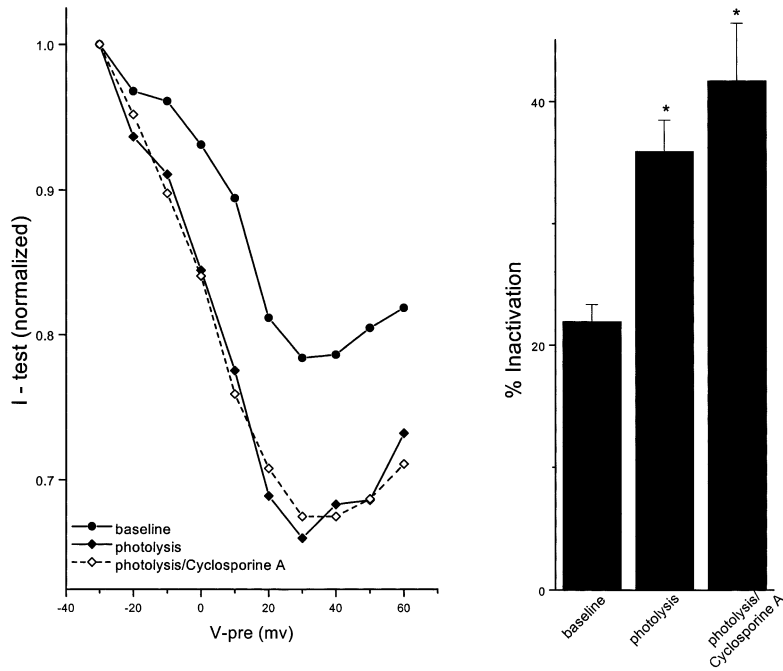 1.0
0.9
0.8
0.7
I - test (normalized)
baseline
photolysis
photolysis/Cyclosporine A
-40
-20
0
20
40
60
V-pre (mv)
*
*
40
20
0
% Inactivation
baseline
photolysis
photolysis/
Cyclosporine A